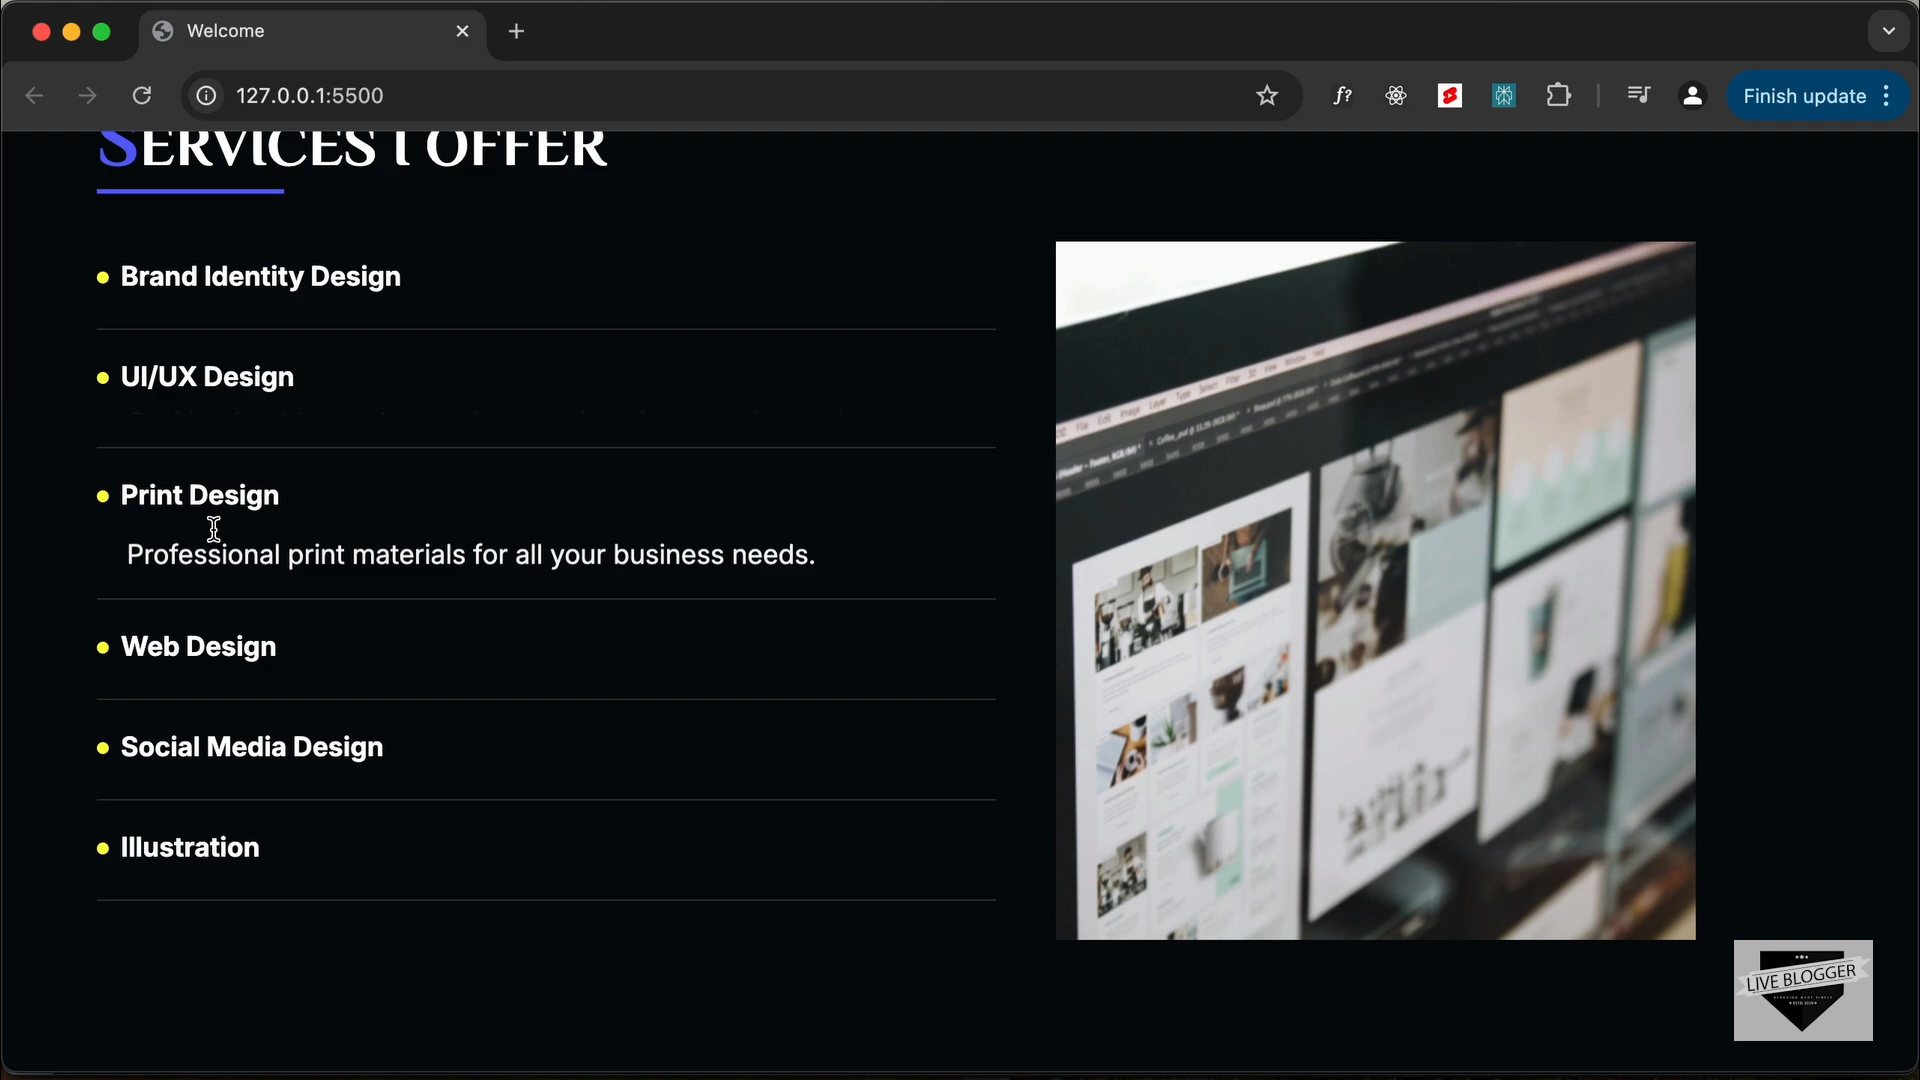 Welcome
127.0.0.1:5500
f?
Finish update
SERVICES I OFFER
Brand Identity Design
UI/UX Design
Print Design
Professional print materials for all your business needs.
Web Design
Social Media Design
Illustration
LIVE BLOGGER